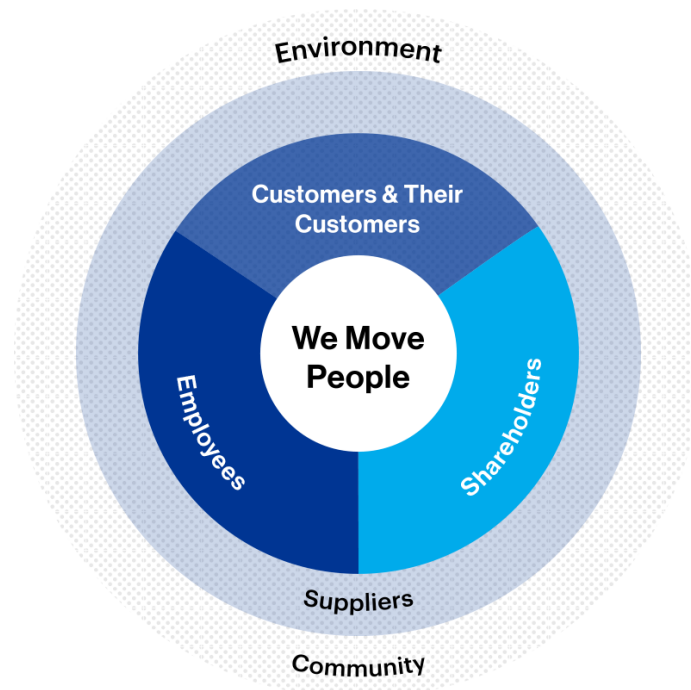 Environment
Customers & Their
Customers
We Move
People
Employees
Shareholders
Suppliers
Community